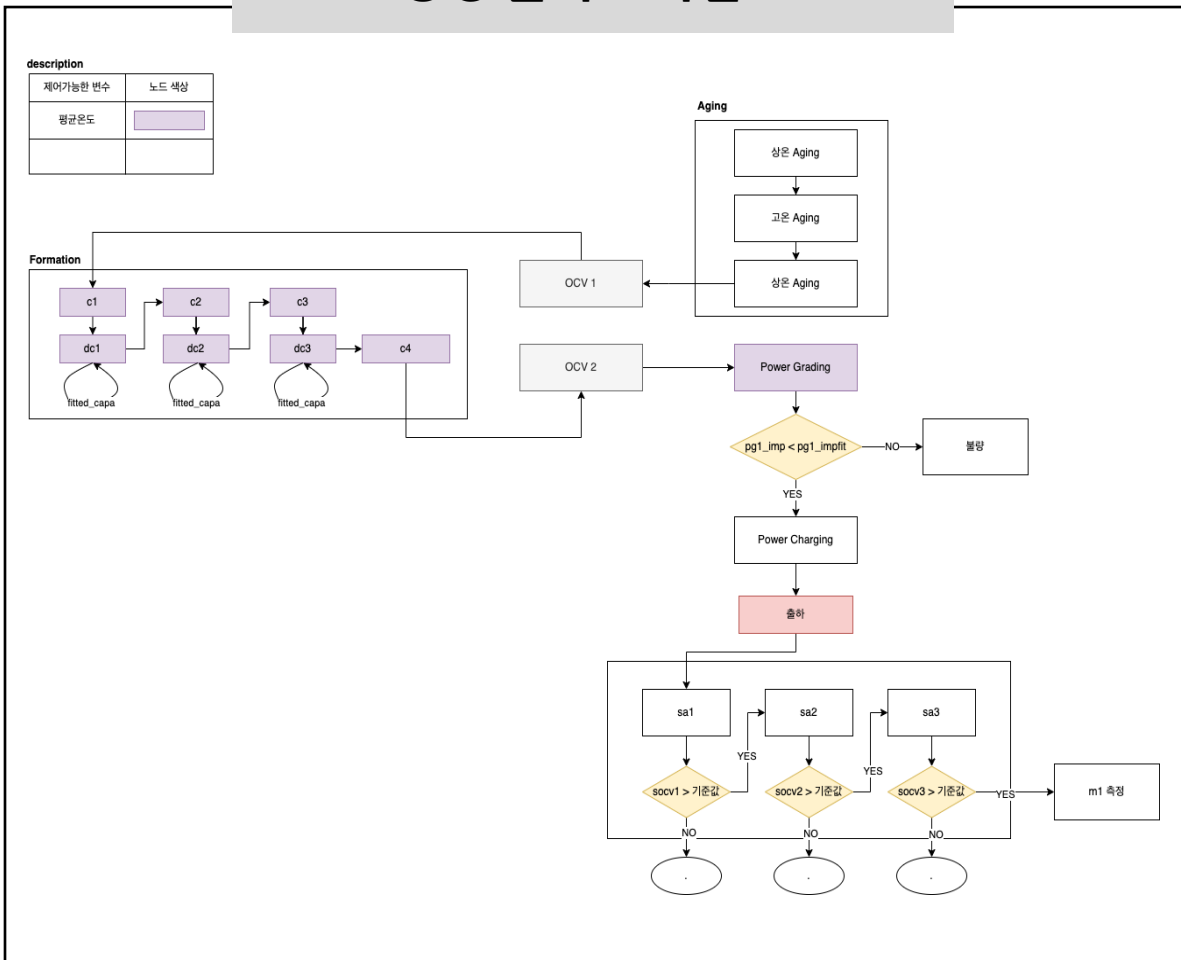 description
제어가능한 변수 노드 색상
평균온도
Aging
상온 Aging
고온 Aging
상온 Aging
OCV 1
Formation
c1 c2 c3
dc1 dc2 dc3 c4
fitted_capa fitted_capa fitted_capa
OCV 2
Power Grading
pg1_imp < pg1_impfit
NO
불량
YES
Power Charging
출하
sa1 sa2 sa3
YES YES
socv1 > 기준값 socv2 > 기준값 socv3 > 기준값
YES
m1 측정
NO NO NO
. . .